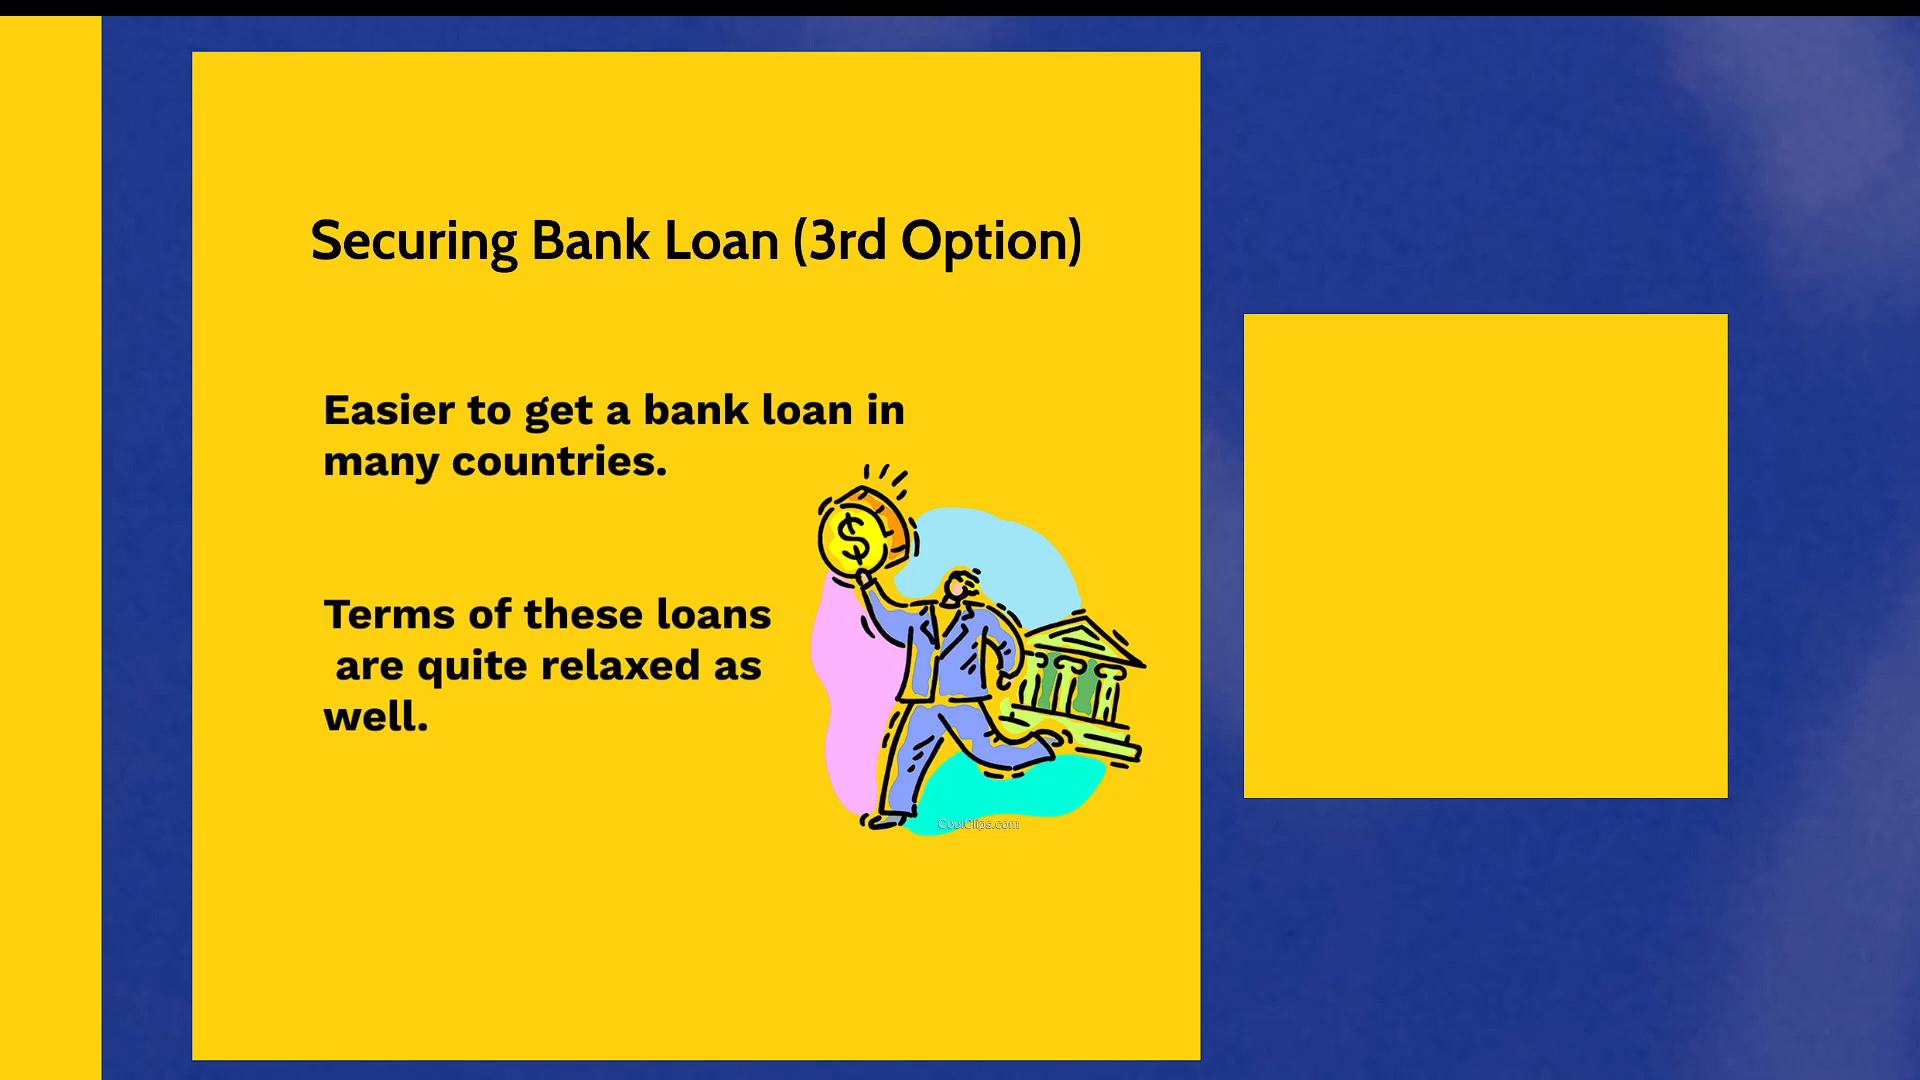 Securing Bank Loan (3rd Option)
Easier to get a bank loan in
many countries.
Terms of these loans
are quite relaxed as
well.
$
CoolClips.com